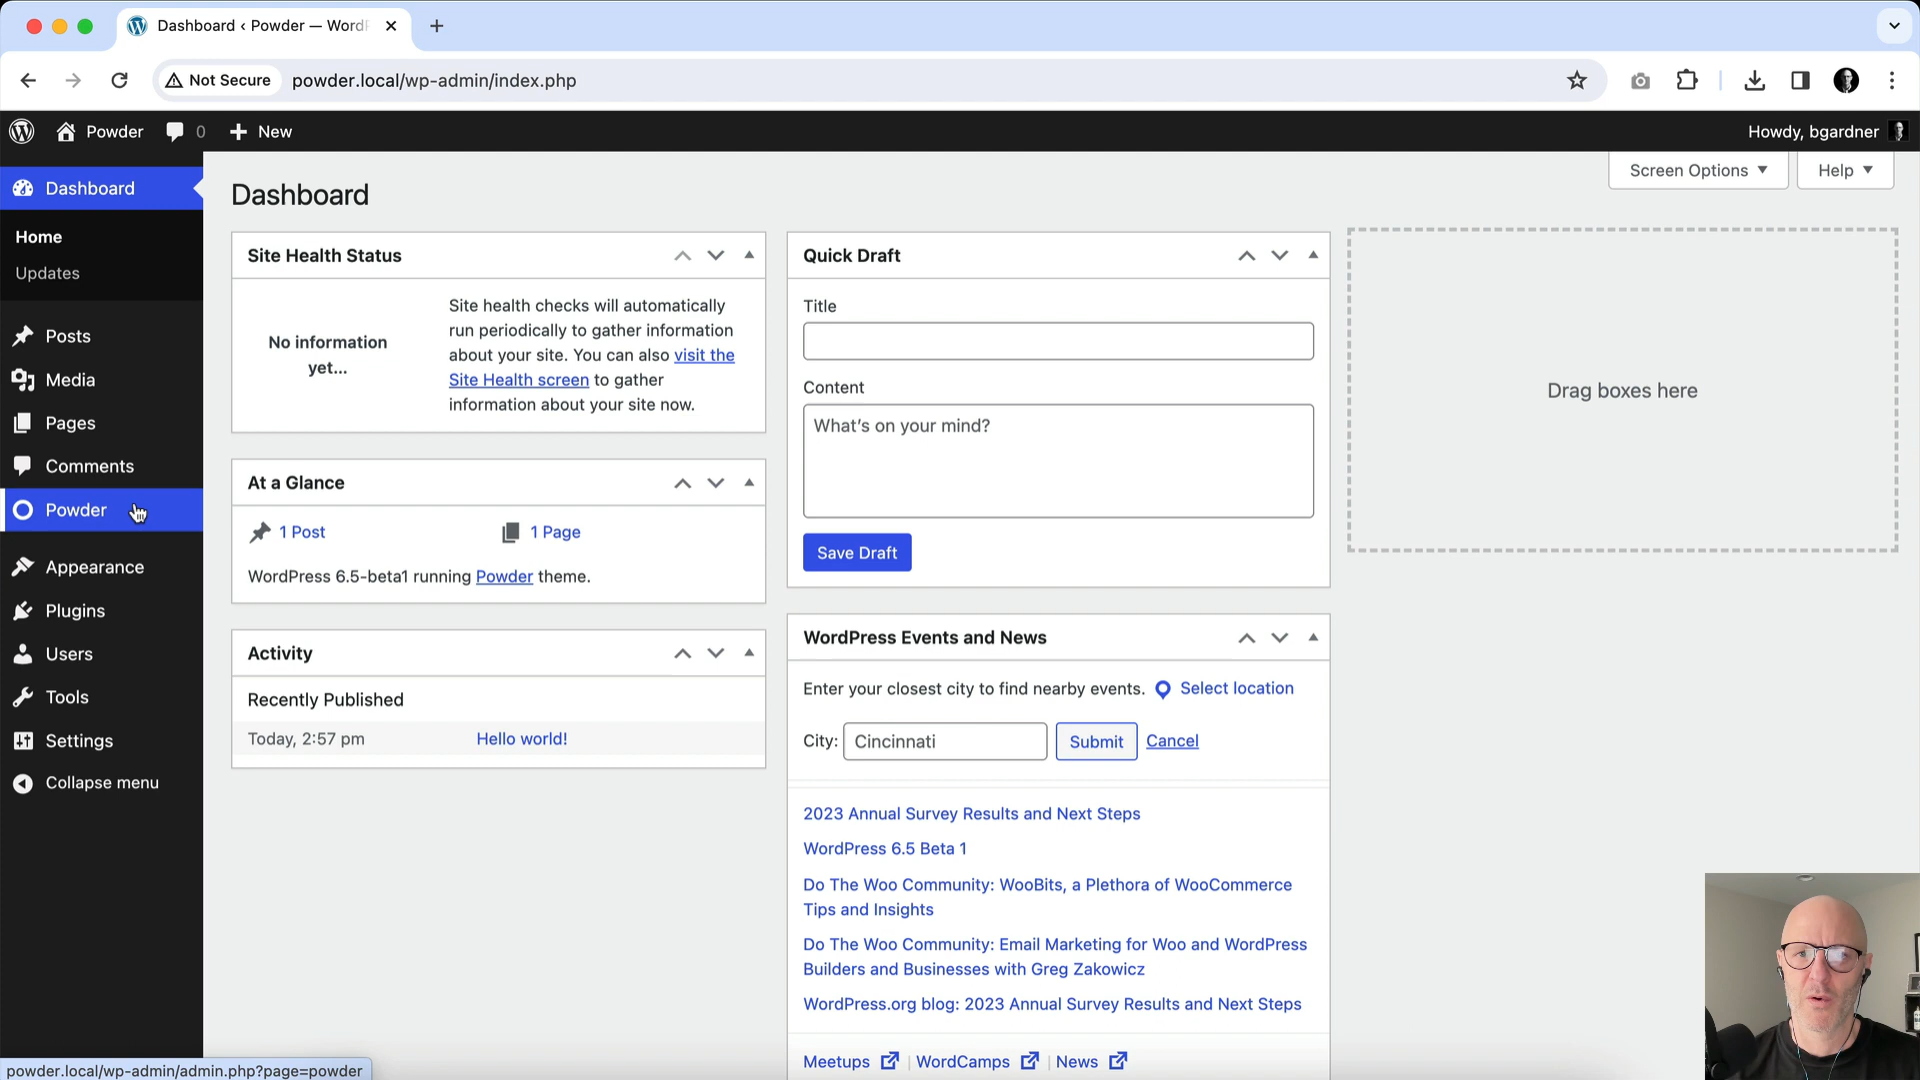 Dashboard ‹ Powder — Word
Not Secure
powder.local/wp-admin/index.php
Powder
0
New
Howdy, bgardner
Dashboard
Home
Updates
Posts
Media
Pages
Comments
Powder
Appearance
Plugins
Users
Tools
Settings
Collapse menu
Screen Options
Help
Dashboard
Site Health Status
No information
yet...
Site health checks will automatically
run periodically to gather information
about your site. You can also visit the
Site Health screen to gather
information about your site now.
At a Glance
1 Post
1 Page
WordPress 6.5-beta1 running Powder theme.
Activity
Recently Published
Today, 2:57 pm
Hello world!
Quick Draft
Title
Content
What's on your mind?
Save Draft
WordPress Events and News
Enter your closest city to find nearby events.
Select location
City:
Cincinnati
Submit
Cancel
2023 Annual Survey Results and Next Steps
WordPress 6.5 Beta 1
Do The Woo Community: WooBits, a Plethora of WooCommerce
Tips and Insights
Do The Woo Community: Email Marketing for Woo and WordPress
Builders and Businesses with Greg Zakowicz
WordPress.org blog: 2023 Annual Survey Results and Next Steps
Meetups | WordCamps | News
Drag boxes here
powder.local/wp-admin/admin.php?page=powder